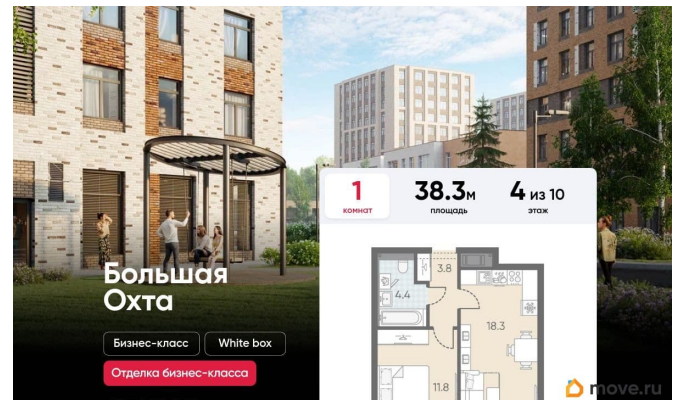 1
комнат
38.3м
площадь
4 из 10
этаж
3.8
4.4
18.3
11.8
Большая
Охта
Бизнес-класс
White box
Отделка бизнес-класса
move.ru